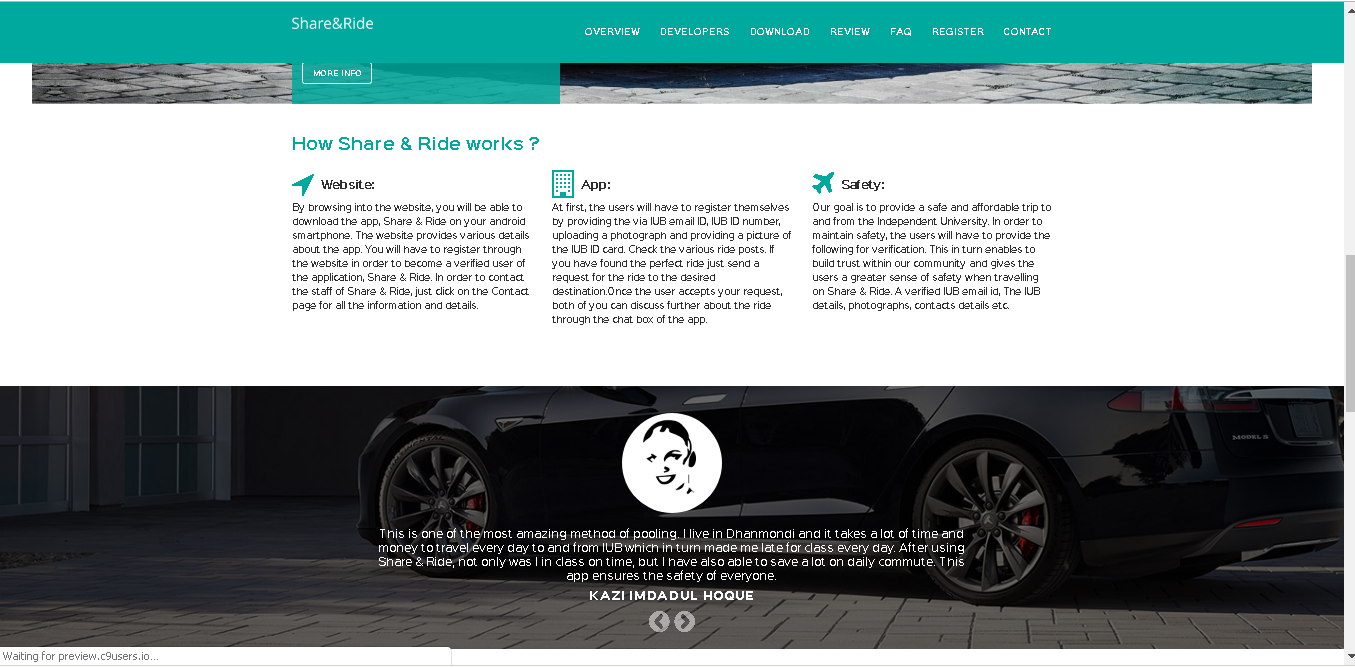 Share&Ride
OVERVIEW DEVELOPERS DOWNLOAD REVIEW FAQ REGISTER CONTACT
MORE INFO
How Share & Ride works ?
Website:
By browsing into the website, you will be able to
download the app, Share & Ride on your android
smartphone. The website provides various details
about the app. You will have to register through
the website in order to become a verified user of
the application, Share & Ride. In order to contact
the staff of Share & Ride, just click on the Contact
page for all the information and details.
App:
At first, the users will have to register themselves
by providing the via IUB email ID, IUB ID number,
uploading a photograph and providing a picture of
the IUB ID card. Check the various ride posts. If
you have found the perfect ride just send a
request for the ride to the desired
destination.Once the user accepts your request,
both of you can discuss further about the ride
through the chat box of the app.
Safety:
Our goal is to provide a safe and affordable trip to
and from the Independent University. In order to
maintain safety, the users will have to provide the
following for verification. This in turn enables to
build trust within our community and gives the
users a greater sense of safety when travelling
on Share & Ride. A verified IUB email id, The IUB
details, photographs, contacts details etc.
MODEL S
This is one of the most amazing method of pooling. I live in Dhanmondi and it takes a lot of time and
money to travel every day to and from IUB which in turn made me late for class every day. After using
Share & Ride, not only was I in class on time, but I have also able to save a lot on daily commute. This
app ensures the safety of everyone.
KAZI IMDADUL HOQUE
Waiting for preview.c9users.io...